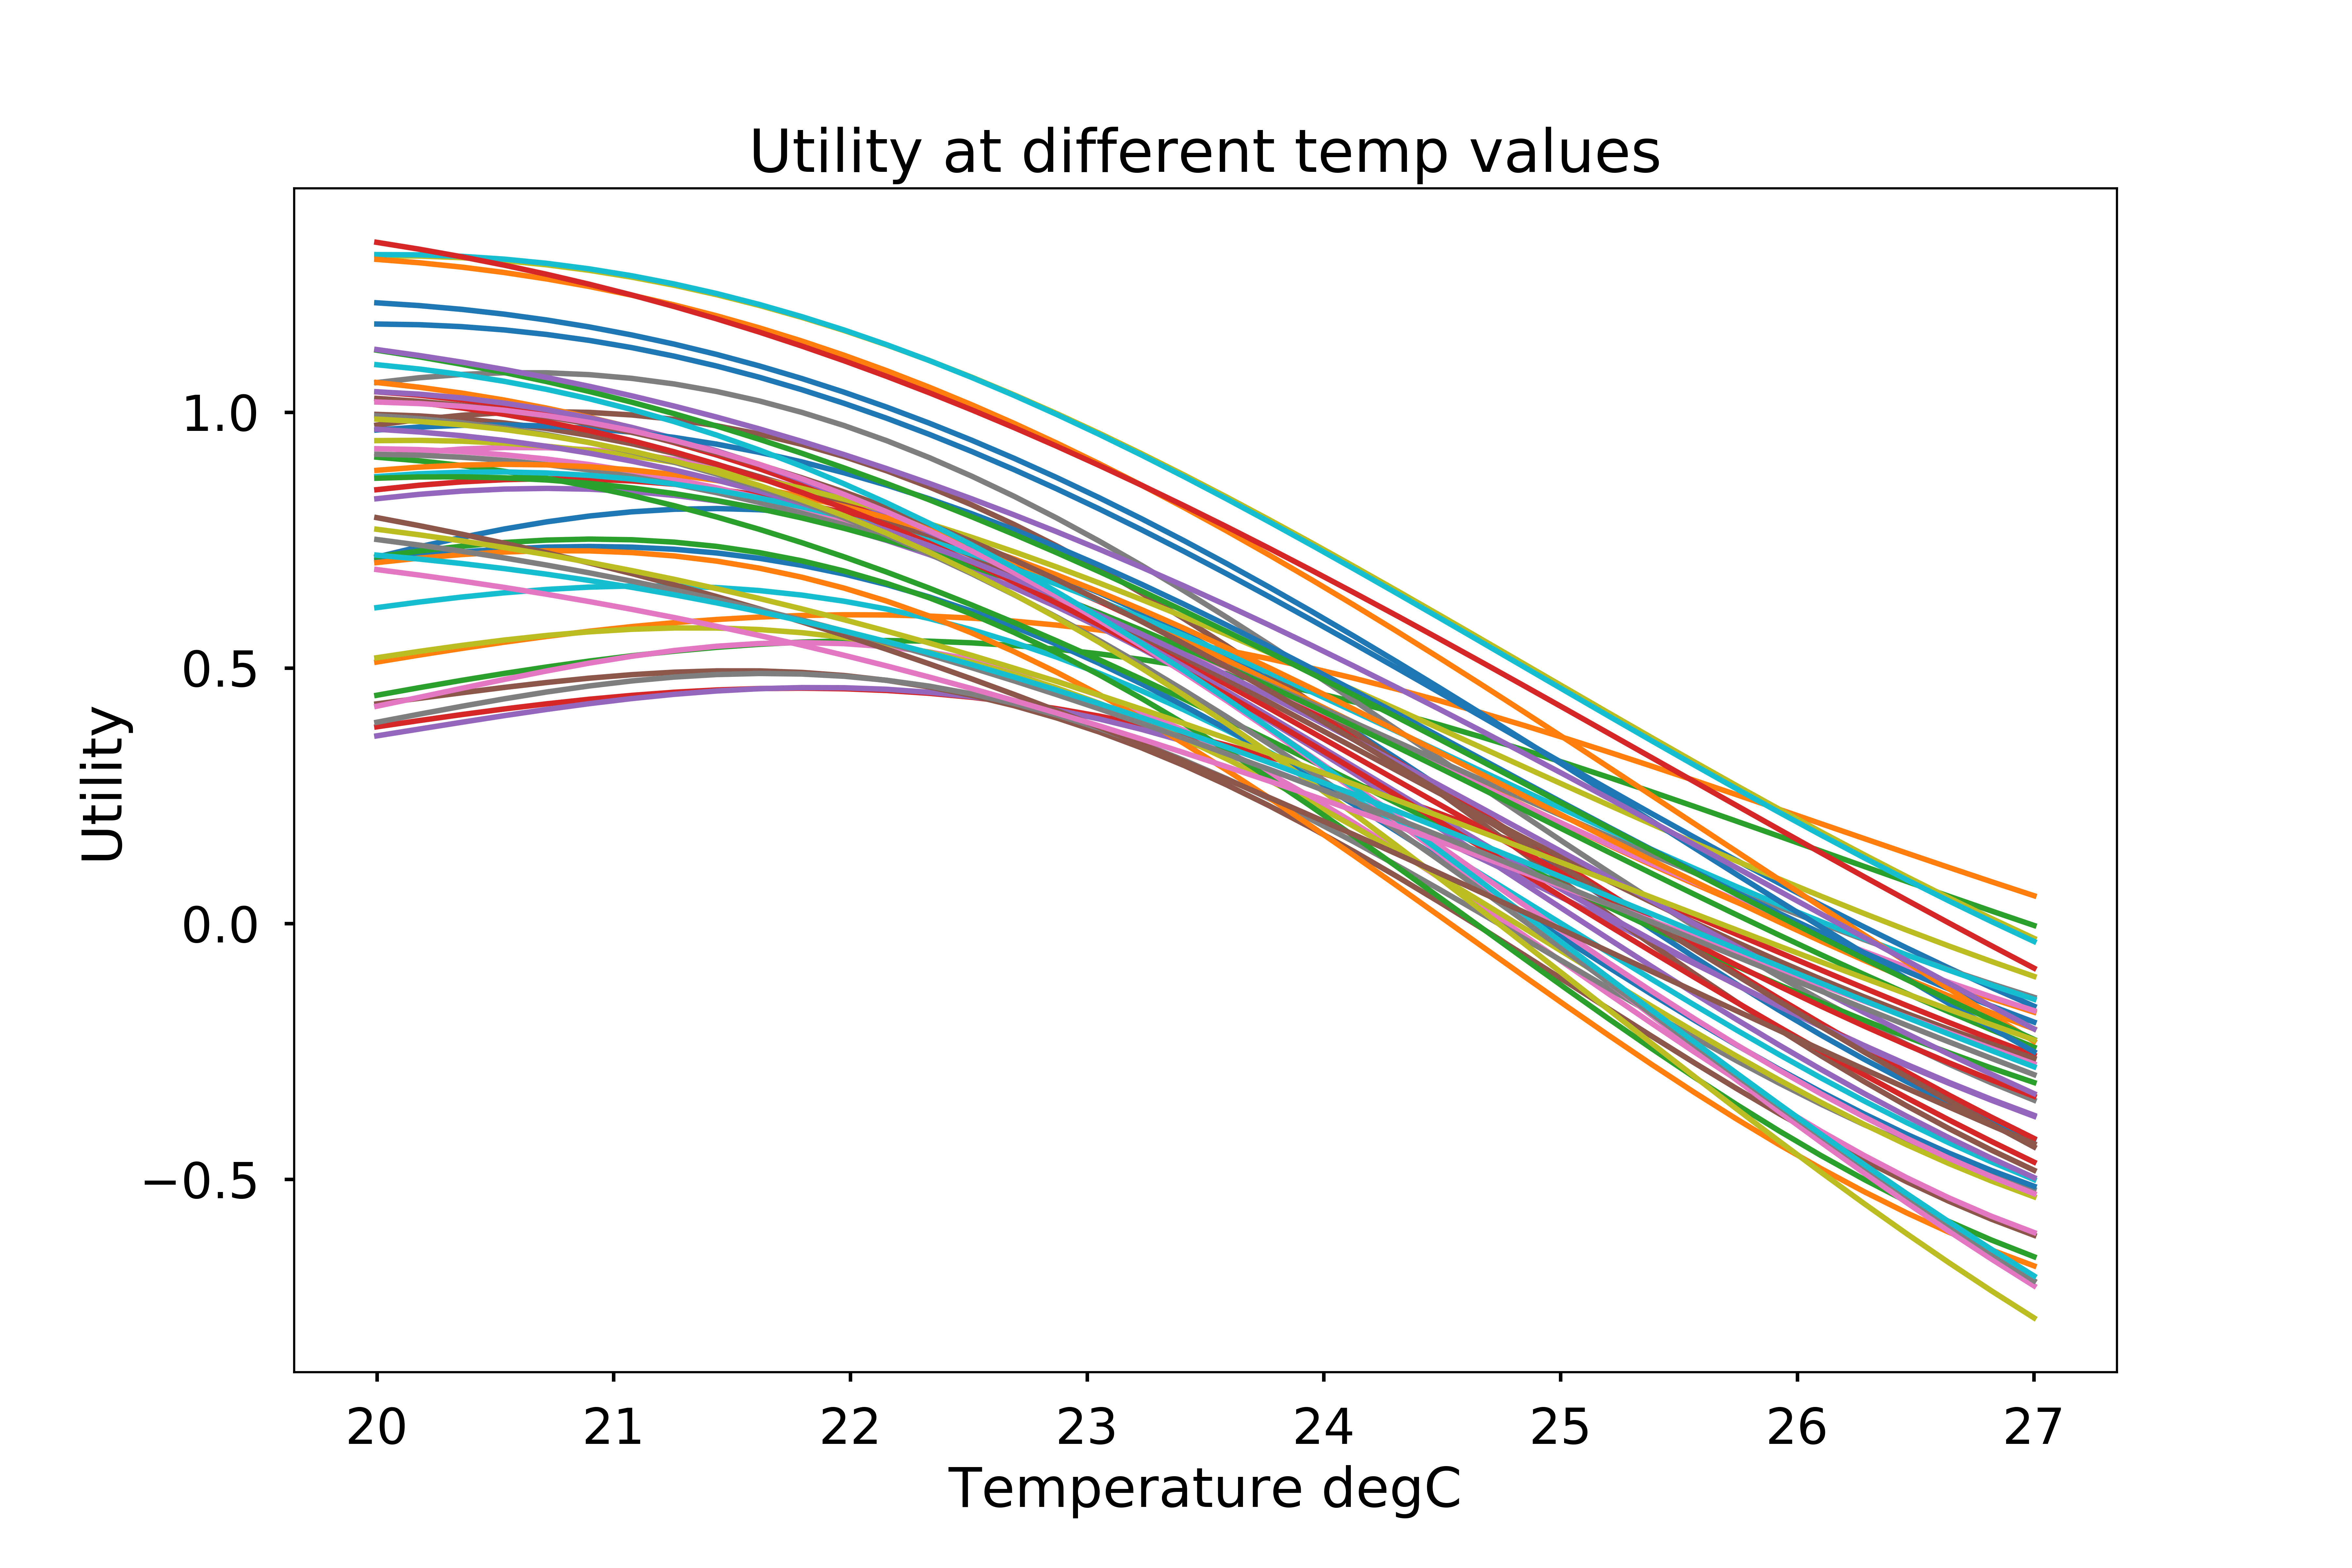 Utility at different temp values
Utility
1.0
0.5
0.0
−0.5
20 21 22 23 24 25 26 27
Temperature degC